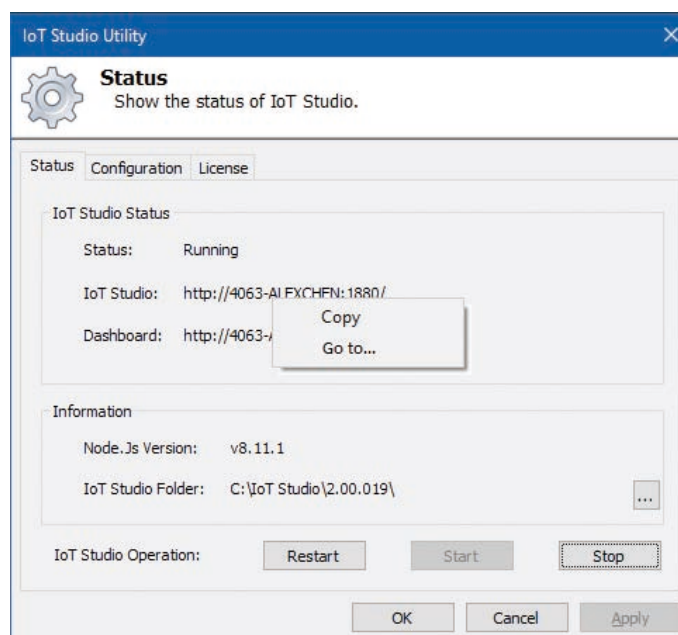 IoT Studio Utility
Status
Show the status of IoT Studio.
Status Configuration License
IoT Studio Status
Status: Running
IoT Studio: http://4063-ALEXCHEN:1880/
Copy
Dashboard: http://4063-
Go to...
Information
Node.Js Version: v8.11.1
IoT Studio Folder: C:\IoT Studio\2.00.019\
...
IoT Studio Operation: Restart Start Stop
OK Cancel Apply